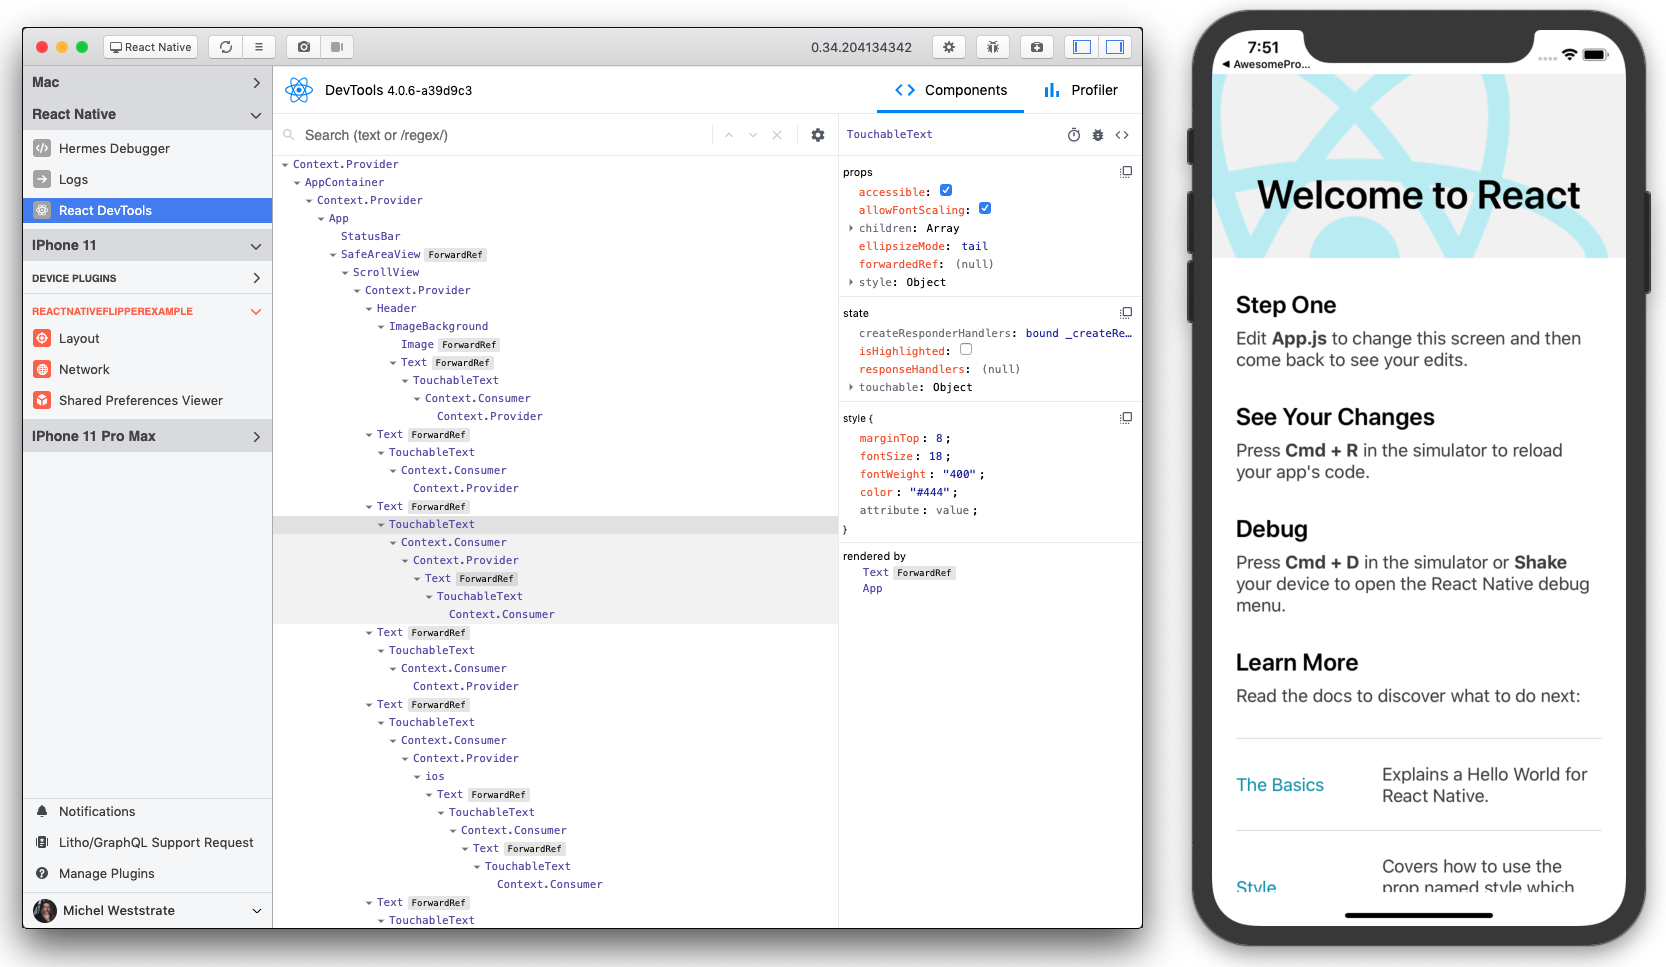 React Native
0.34.204134342
Mac
React Native
Hermes Debugger
Logs
React DevTools
IPhone 11
DEVICE PLUGINS
REACTNATIVEFLIPPEREXAMPLE
Layout
Network
Shared Preferences Viewer
IPhone 11 Pro Max
Notifications
Litho/GraphQL Support Request
Manage Plugins
Michel Weststrate
DevTools 4.0.6-a39d9c3
Components
Profiler
Search (text or /regex/)
Context.Provider
AppContainer
Context.Provider
App
StatusBar
SafeAreaView ForwardRef
ScrollView
Context.Provider
Header
ImageBackground
Image ForwardRef
Text ForwardRef
TouchableText
Context.Consumer
Context.Provider
Text ForwardRef
TouchableText
Context.Consumer
Context.Provider
Text ForwardRef
TouchableText
Context.Consumer
Context.Provider
Text ForwardRef
TouchableText
Context.Consumer
Text ForwardRef
TouchableText
Context.Consumer
Context.Provider
Text ForwardRef
TouchableText
Context.Consumer
Context.Provider
ios
Text ForwardRef
TouchableText
Context.Consumer
Text ForwardRef
TouchableText
Context.Consumer
Text ForwardRef
TouchableText
TouchableText
props
accessible:
allowFontScaling:
children: Array
ellipsizeMode: tail
forwardedRef: (null)
style: Object
state
createResponderHandlers: bound _createRe…
isHighlighted:
responseHandlers: (null)
touchable: Object
style {
marginTop: 8;
fontSize: 18;
fontWeight: "400";
color: "#444";
attribute: value;
}
rendered by
Text ForwardRef
App
7:51
◀ AwesomePro...
Welcome to React
Step One
Edit App.js to change this screen and then
come back to see your edits.
See Your Changes
Press Cmd + R in the simulator to reload
your app's code.
Debug
Press Cmd + D in the simulator or Shake
your device to open the React Native debug
menu.
Learn More
Read the docs to discover what to do next:
The Basics
Explains a Hello World for
React Native.
Style
Covers how to use the
prop named style which